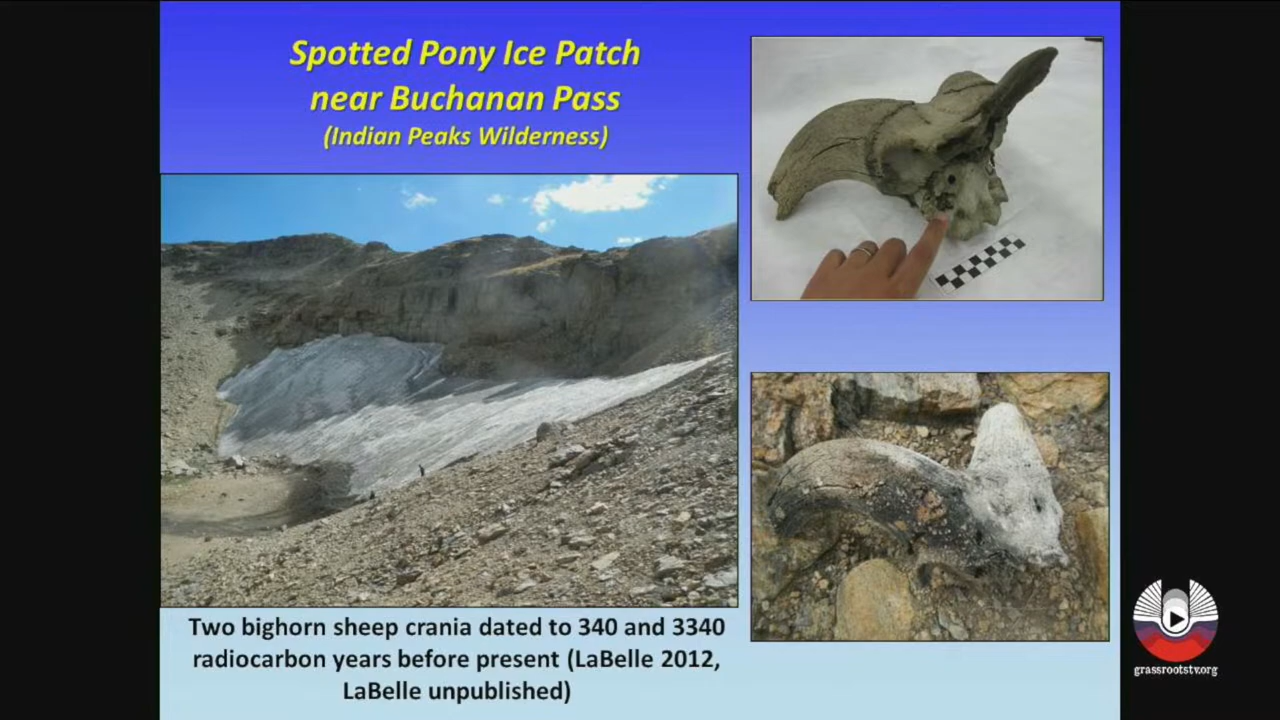 Spotted Pony Ice Patch
near Buchanan Pass
(Indian Peaks Wilderness)
Two bighorn sheep crania dated to 340 and 3340
radiocarbon years before present (LaBelle 2012,
LaBelle unpublished)
grassrootstv.org